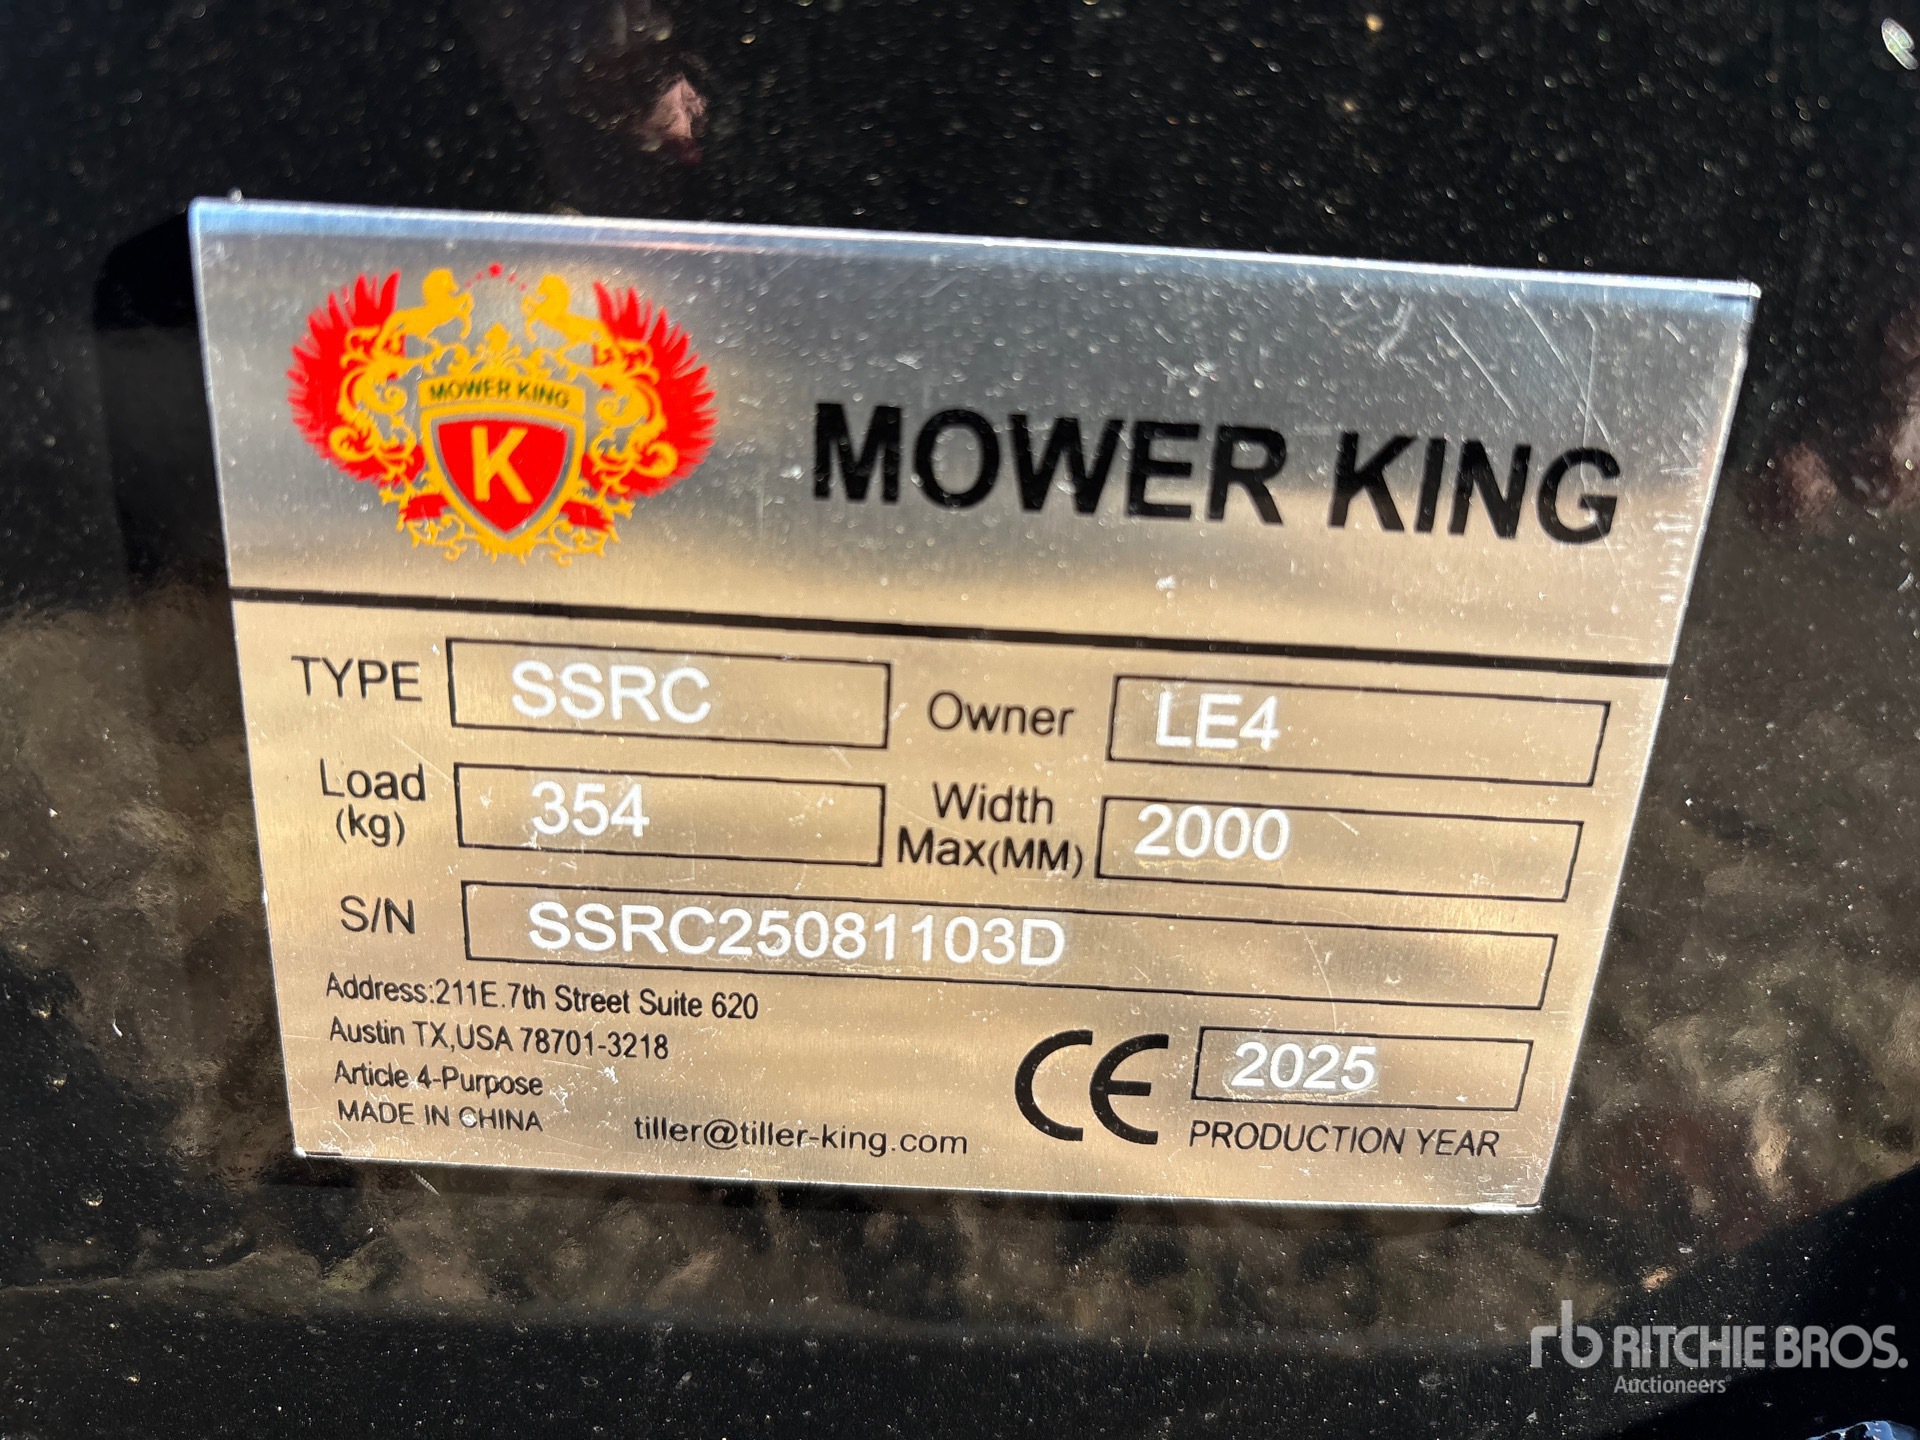 MOWER KING
K
MOWER KING
TYPE SSRC Owner LE4
Load (kg) 354 Width Max(MM) 2000
S/N SSRC25081103D
Address:211E.7th Street Suite 620
Austin TX,USA 78701-3218
Article 4-Purpose
MADE IN CHINA
tiller@tiller-king.com
CE
2025
PRODUCTION YEAR
rb RITCHIE BROS.
Auctioneers